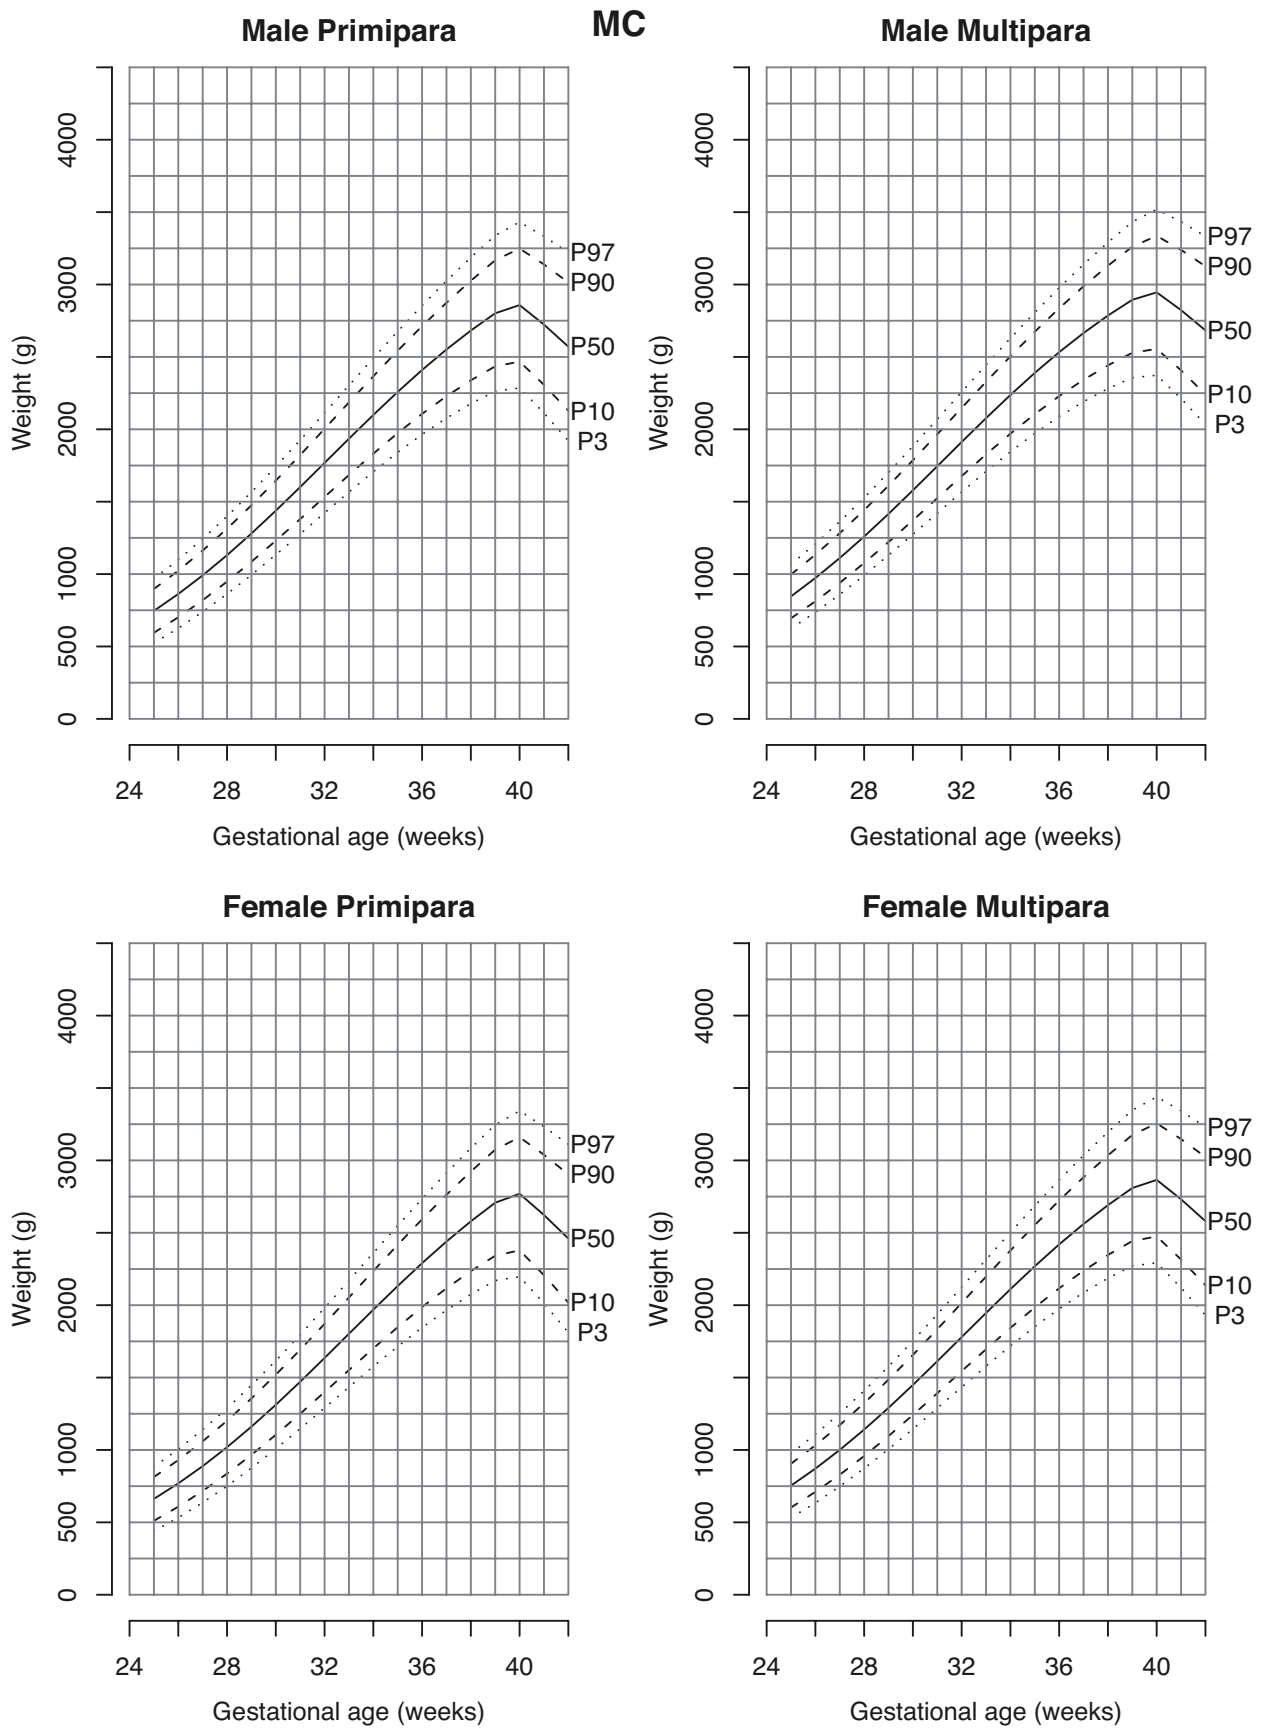 MC
Male Primipara
Weight (g)
4000
3000
2000
1000
500
0
P97
P90
P50
P10
P3
24 28 32 36 40
Gestational age (weeks)
Male Multipara
Weight (g)
4000
3000
2000
1000
500
0
P97
P90
P50
P10
P3
24 28 32 36 40
Gestational age (weeks)
Female Primipara
Weight (g)
4000
3000
2000
1000
500
0
P97
P90
P50
P10
P3
24 28 32 36 40
Gestational age (weeks)
Female Multipara
Weight (g)
4000
3000
2000
1000
500
0
P97
P90
P50
P10
P3
24 28 32 36 40
Gestational age (weeks)